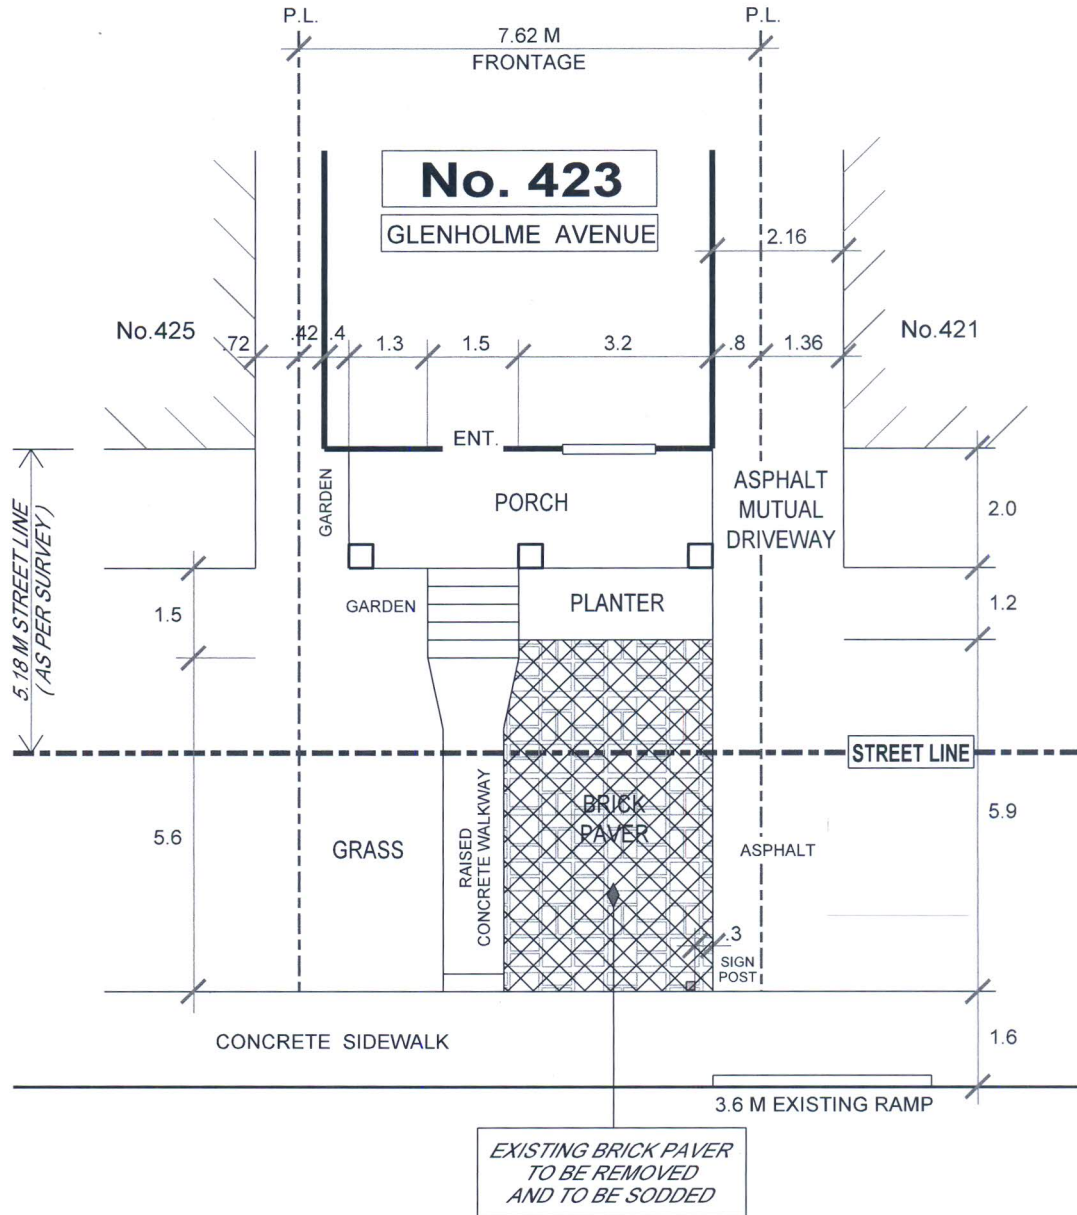 P.L.
P.L.
7.62 M
FRONTAGE
No. 423
GLENHOLME AVENUE
2.16
No.425
.72
.42
.4
1.3
1.5
3.2
.8
1.36
No.421
ENT.
5.18 M STREET LINE
( AS PER SURVEY )
GARDEN
PORCH
ASPHALT
MUTUAL
DRIVEWAY
2.0
1.5
GARDEN
PLANTER
1.2
STREET LINE
5.6
GRASS
RAISED
CONCRETE WALKWAY
BRICK
PAVER
ASPHALT
5.9
.3
SIGN
POST
CONCRETE SIDEWALK
1.6
3.6 M EXISTING RAMP
EXISTING BRICK PAVER
TO BE REMOVED
AND TO BE SODDED